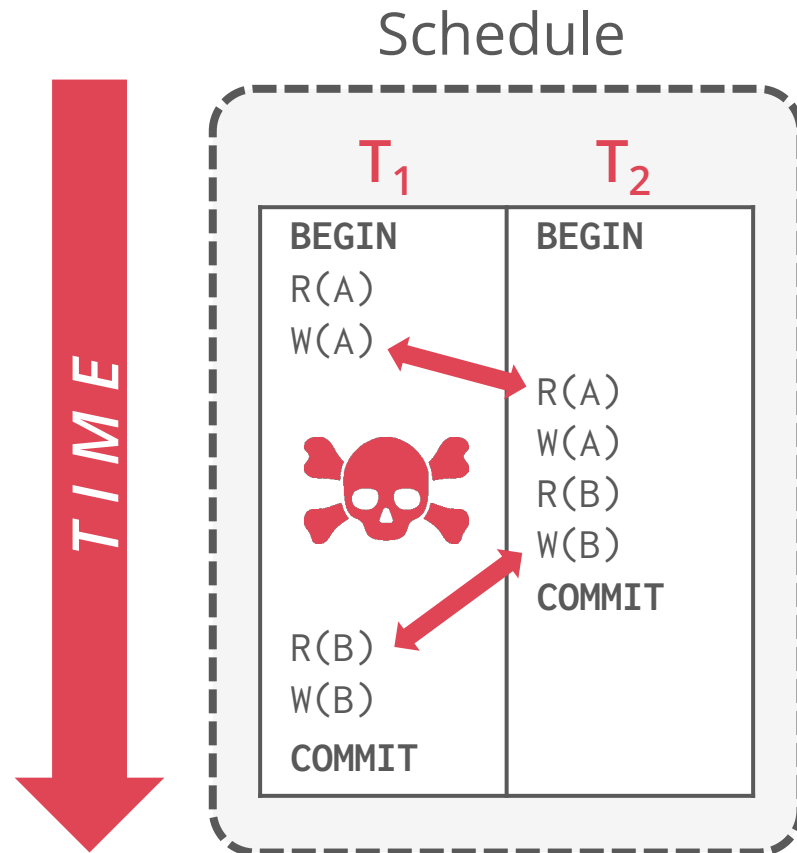 Schedule
TIME
T₁ T₂
BEGIN BEGIN
R(A)
W(A)
R(A)
W(A)
R(B)
W(B)
COMMIT
R(B)
W(B)
COMMIT